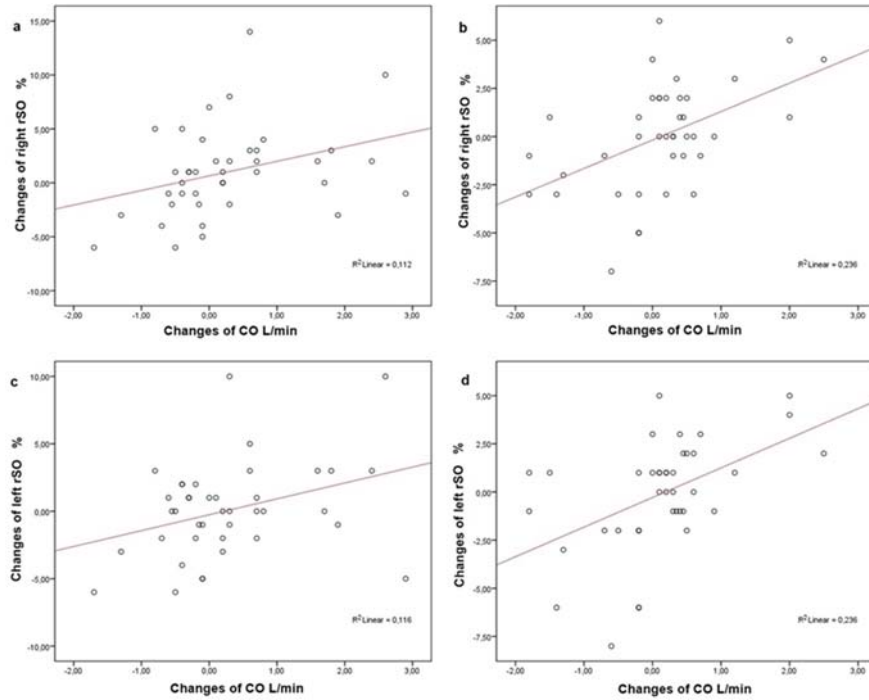 a
15,00
10,00
5,00
0,00
-5,00
-10,00
Changes of right rSO %
R² Linear = 0,112
-2,00 -1,00 0,00 1,00 2,00 3,00
Changes of CO L/min
b
5,00
2,50
0,00
-2,50
-5,00
-7,50
Changes of right rSO %
R² Linear = 0,236
-2,00 -1,00 0,00 1,00 2,00 3,00
Changes of CO L/min
c
10,00
5,00
0,00
-5,00
-10,00
Changes of left rSO %
R² Linear = 0,116
-2,00 -1,00 0,00 1,00 2,00 3,00
Changes of CO L/min
d
5,00
2,50
0,00
-2,50
-5,00
-7,50
Changes of left rSO %
R² Linear = 0,236
-2,00 -1,00 0,00 1,00 2,00 3,00
Changes of CO L/min